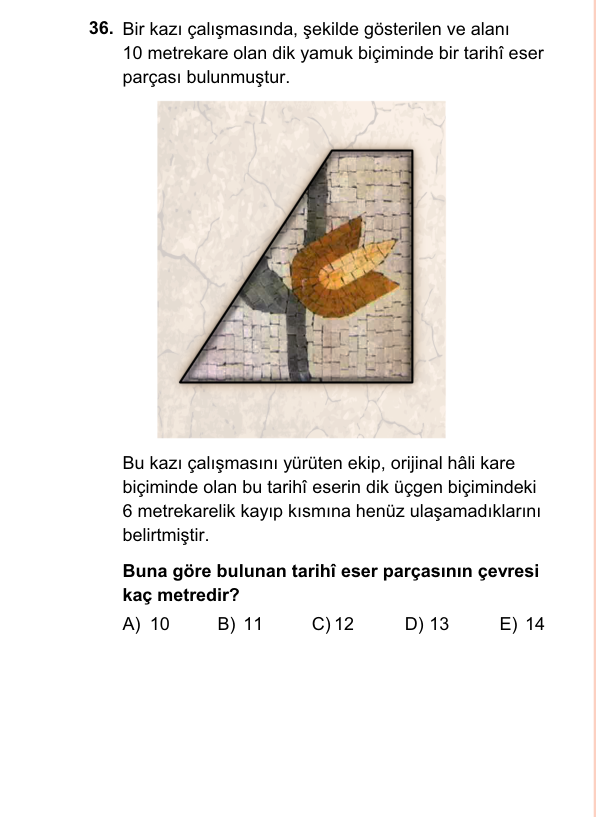 36. Bir kazı çalışmasında, şekilde gösterilen ve alanı
10 metrekare olan dik yamuk biçiminde bir tarihî eser
parçası bulunmuştur.
Bu kazı çalışmasını yürüten ekip, orijinal hâli kare
biçiminde olan bu tarihî eserin dik üçgen biçimindeki
6 metrekarelik kayıp kısmına henüz ulaşamadıklarını
belirtmiştir.
Buna göre bulunan tarihî eser parçasının çevresi
kaç metredir?
A) 10 B) 11 C) 12 D) 13 E) 14